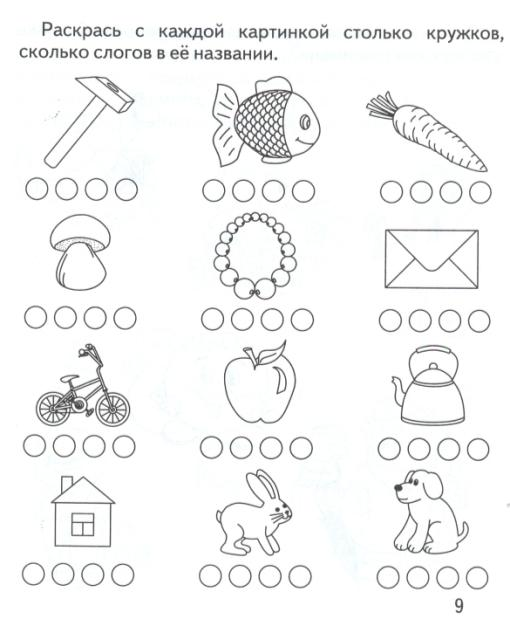 Раскрась с каждой картинкой столько кружков,
сколько слогов в её названии.
9